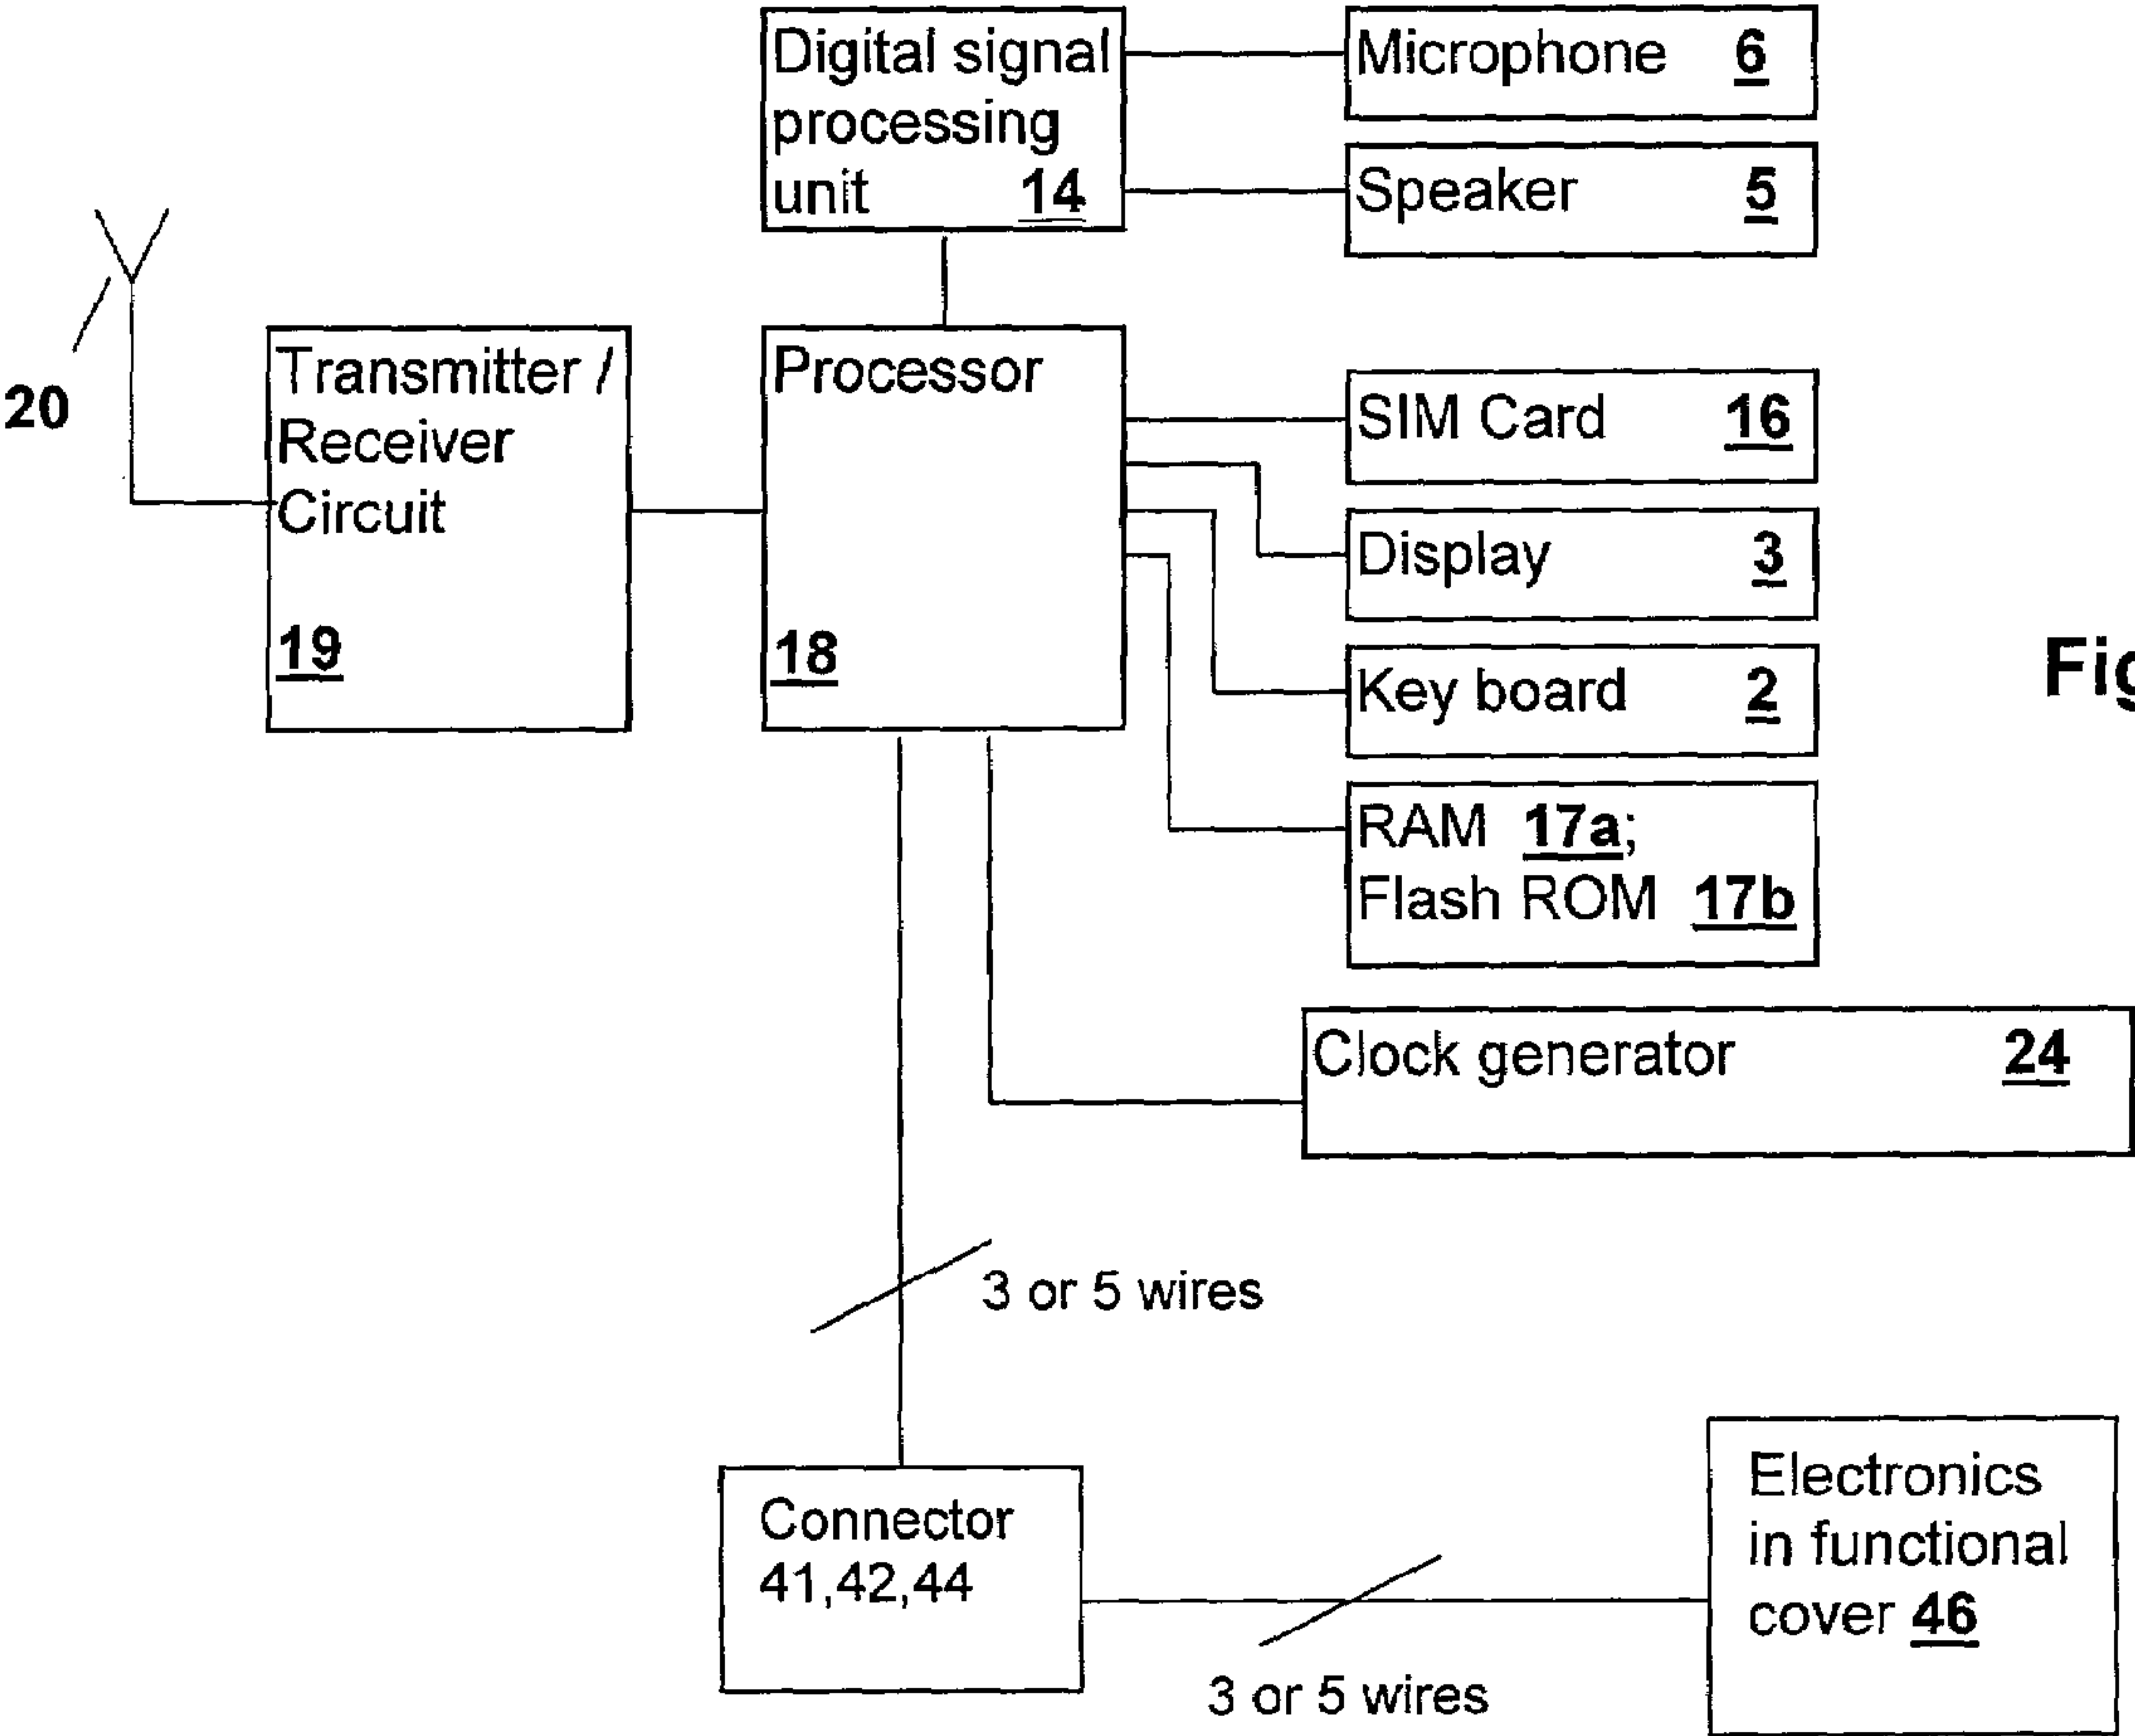 Digital signal
processing
unit 14
Microphone 6
Speaker 5
20
Transmitter /
Receiver
Circuit
19
Processor
18
SIM Card 16
Display 3
Key board 2
RAM 17a;
Flash ROM 17b
Clock generator 24
3 or 5 wires
Connector
41,42,44
3 or 5 wires
Electronics
in functional
cover 46